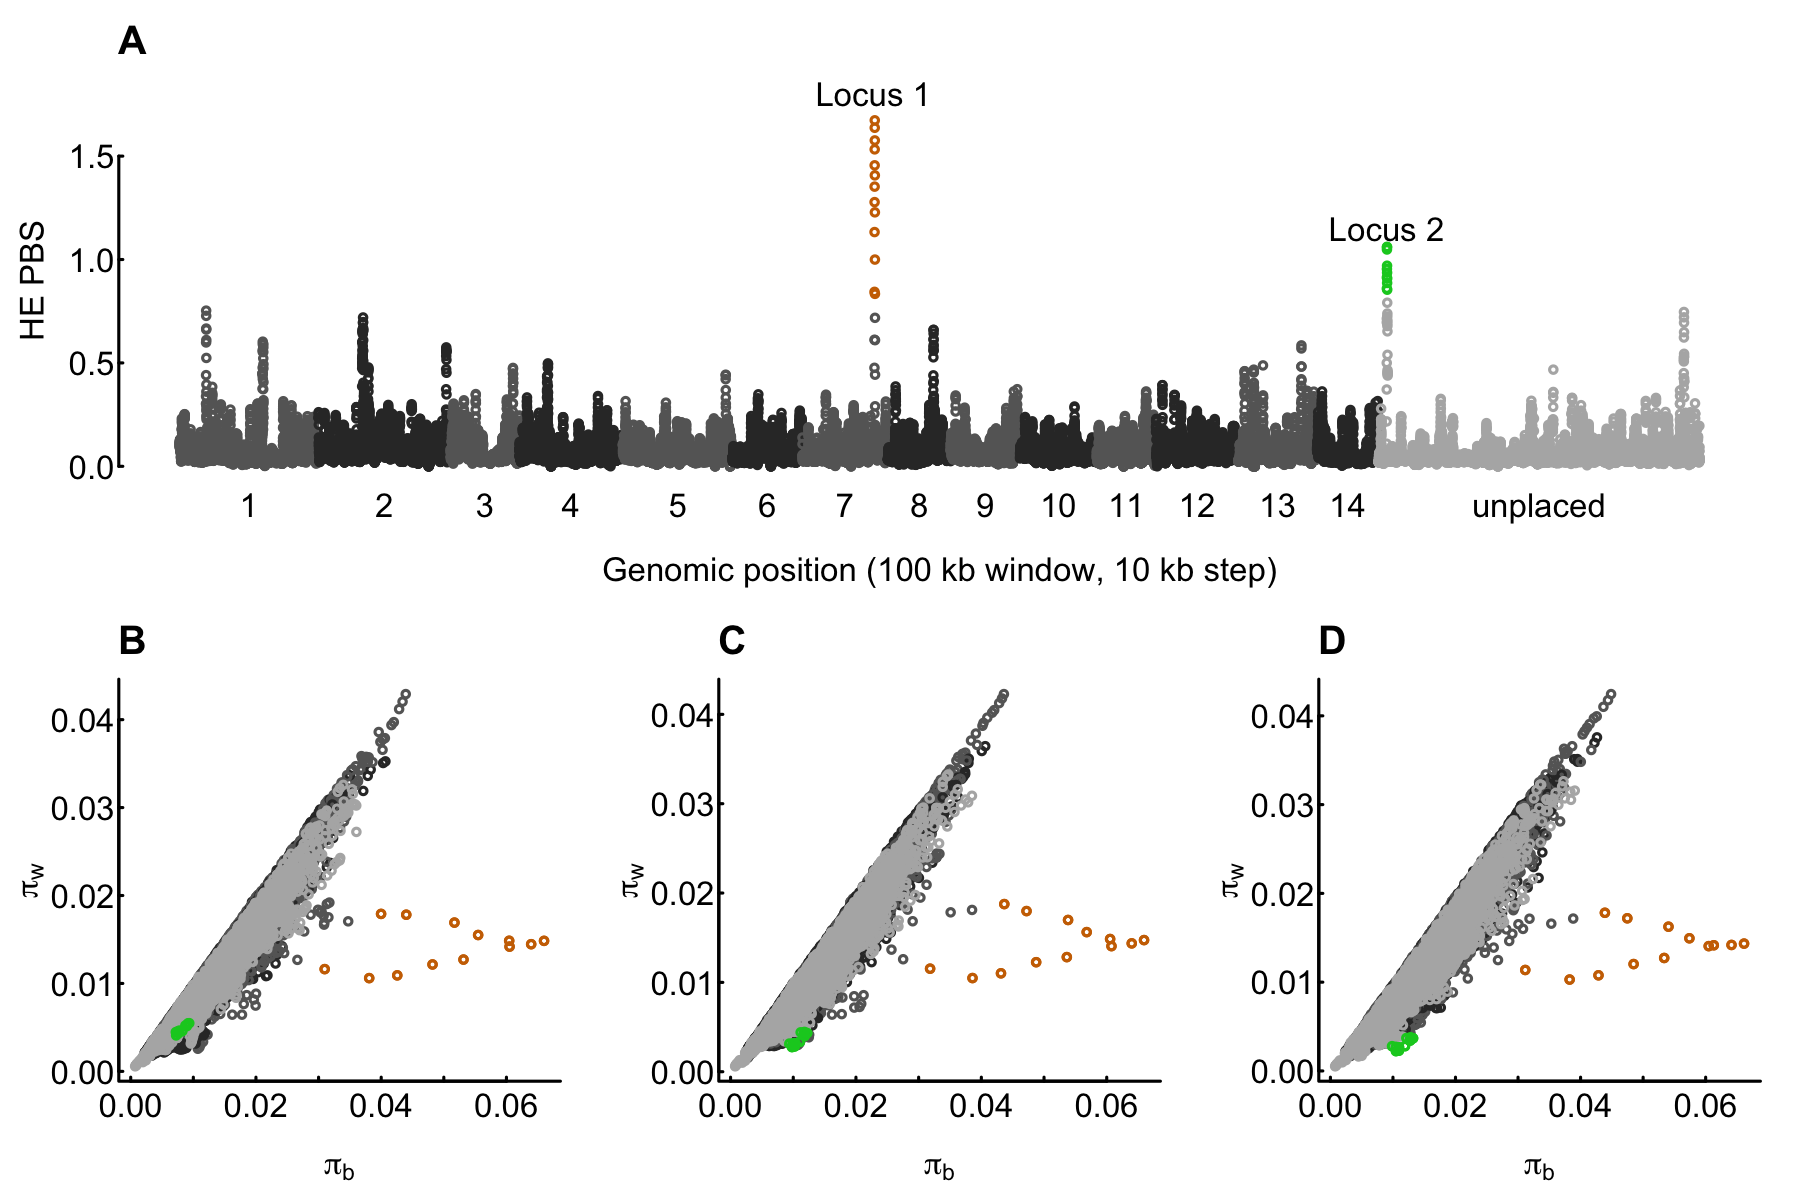 A
Locus 1
Locus 2
HE PBS
1.5
1.0
0.5
0.0
1 2 3 4 5 6 7 8 9 10 11 12 13 14 unplaced
Genomic position (100 kb window, 10 kb step)
B
πw
0.04
0.03
0.02
0.01
0.00
0.00 0.02 0.04 0.06
πb
C
πw
0.04
0.03
0.02
0.01
0.00
0.00 0.02 0.04 0.06
πb
D
πw
0.04
0.03
0.02
0.01
0.00
0.00 0.02 0.04 0.06
πb